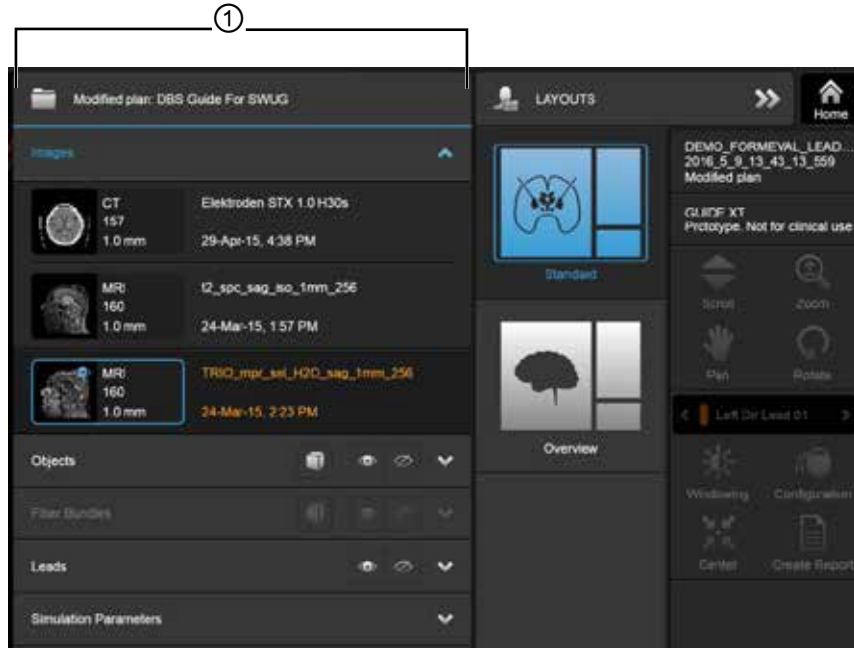 ①
Modified plan: DBS Guide For SWUG
Images
CT
157
1.0 mm
Elektroden STX 1.0 H30s
29-Apr-15, 4:38 PM
MRI
160
1.0 mm
t2_spc_sag_iso_1mm_256
24-Mar-15, 1:57 PM
MRI
160
1.0 mm
24-Mar-15, 2:23 PM
Objects
Fiber Bundles
Leads
Simulation Parameters
LAYOUTS
Standard
Overview
Home
DEMO_FORMEVAL_LEAD...
2016_5_9_13_43_13_559
Modified plan
GUIDE XT
Prototype. Not for clinical use
Scroll
Zoom
Pan
Rotate
Left Dir Lead 01
Windowing
Configuration
Center
Create Report